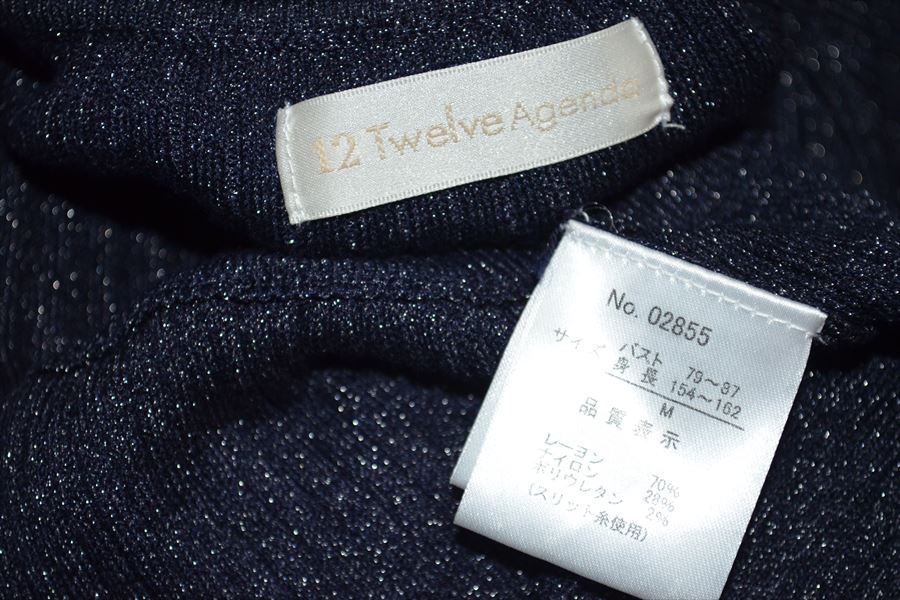 12 Twelve Agenda
No. 02855
サイズ バスト 79～87
身長 154～162
M
品質表示
レーヨン 70%
ナイロン 28%
ポリウレタン 2%
(スリット糸使用)